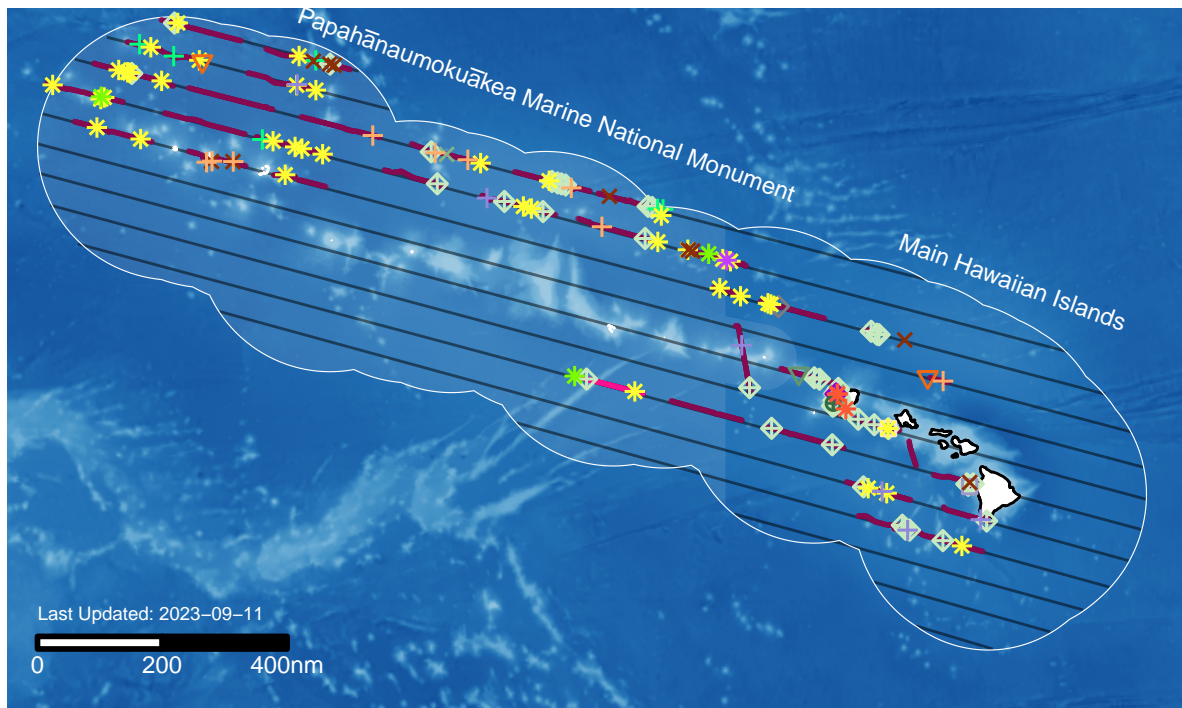 Papahānaumokuākea Marine National Monument
Main Hawaiian Islands
Last Updated: 2023−09−11
0 200 400nm